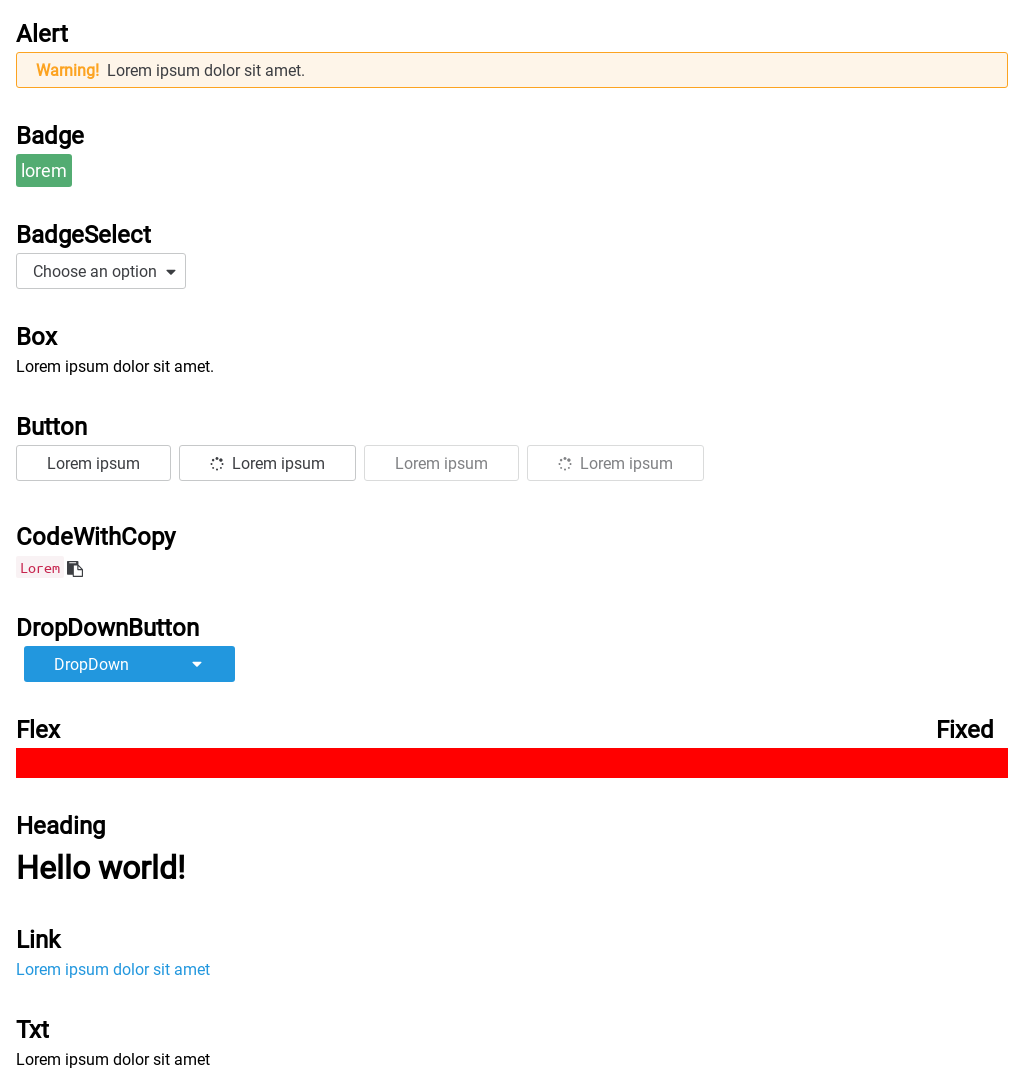 Alert
Warning! Lorem ipsum dolor sit amet.
Badge
lorem
BadgeSelect
Choose an option
Box
Lorem ipsum dolor sit amet.
Button
Lorem ipsum Lorem ipsum Lorem ipsum Lorem ipsum
CodeWithCopy
Lorem
DropDownButton
DropDown
Flex Fixed
Heading
Hello world!
Link
Lorem ipsum dolor sit amet
Txt
Lorem ipsum dolor sit amet